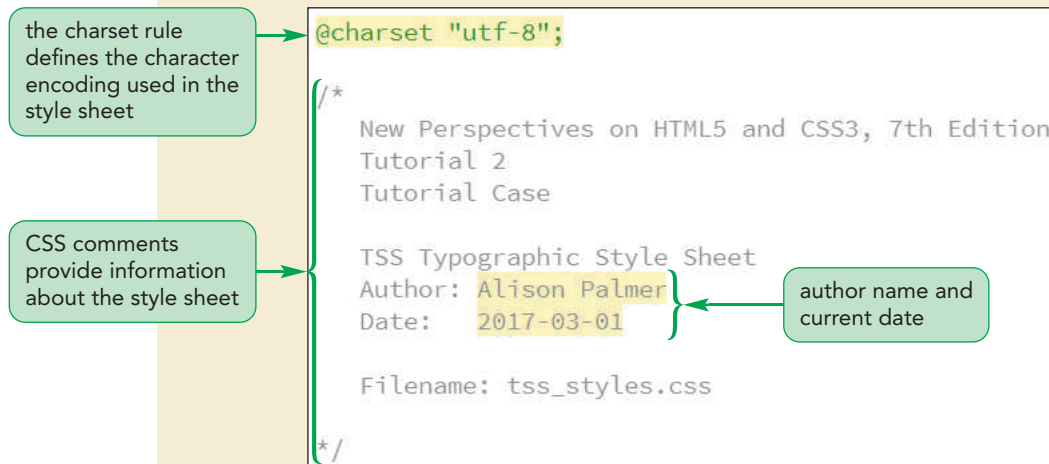 the charset rule
defines the character
encoding used in the
style sheet
@charset "utf-8";
/*
New Perspectives on HTML5 and CSS3, 7th Edition
Tutorial 2
Tutorial Case
CSS comments
provide information
about the style sheet
TSS Typographic Style Sheet
Author: Alison Palmer
Date: 2017-03-01
author name and
current date
Filename: tss_styles.css
*/